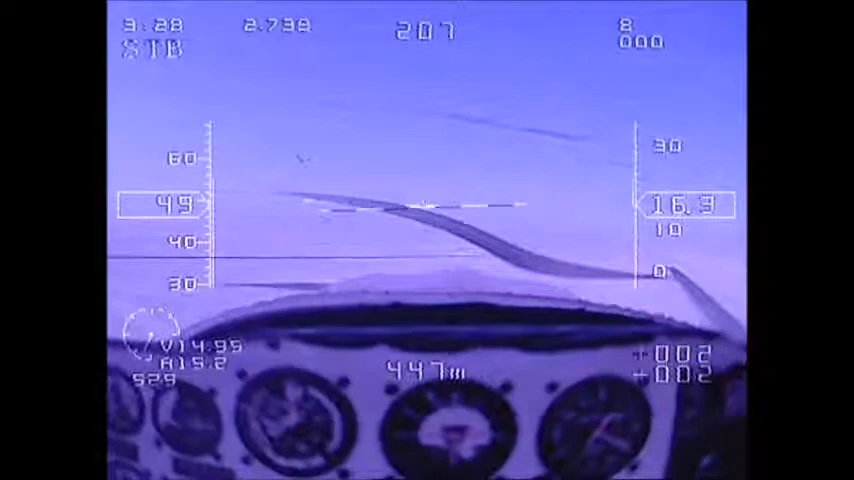 3:28 2.738 207 8
STB 000
60 30
49 16.3
40 10
30 0
V14.99
A15.2
529 447m +002
+002